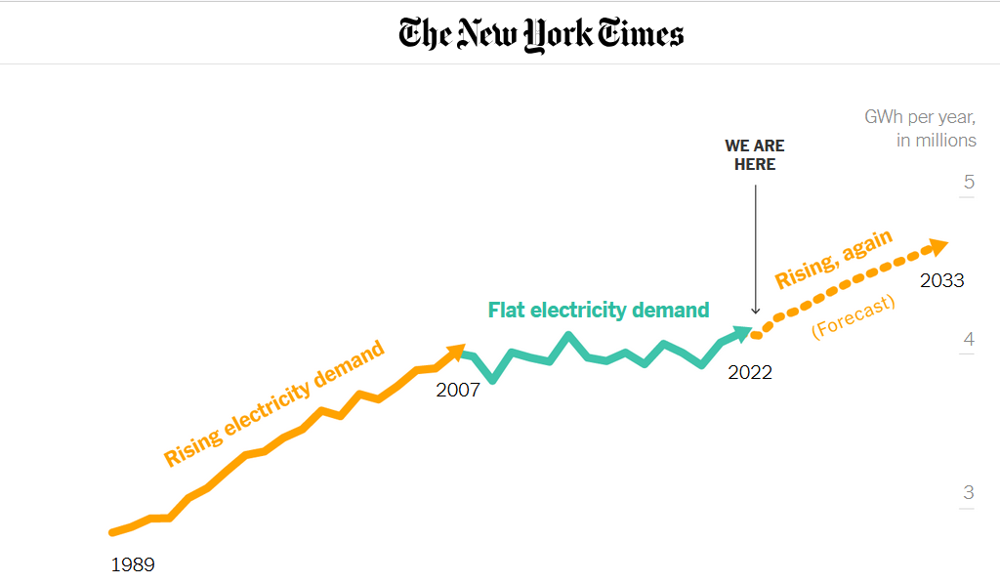 The New York Times
GWh per year,
in millions
WE ARE
HERE
5
Rising, again
2033
(Forecast)
Flat electricity demand
4
Rising electricity demand
2022
2007
3
1989